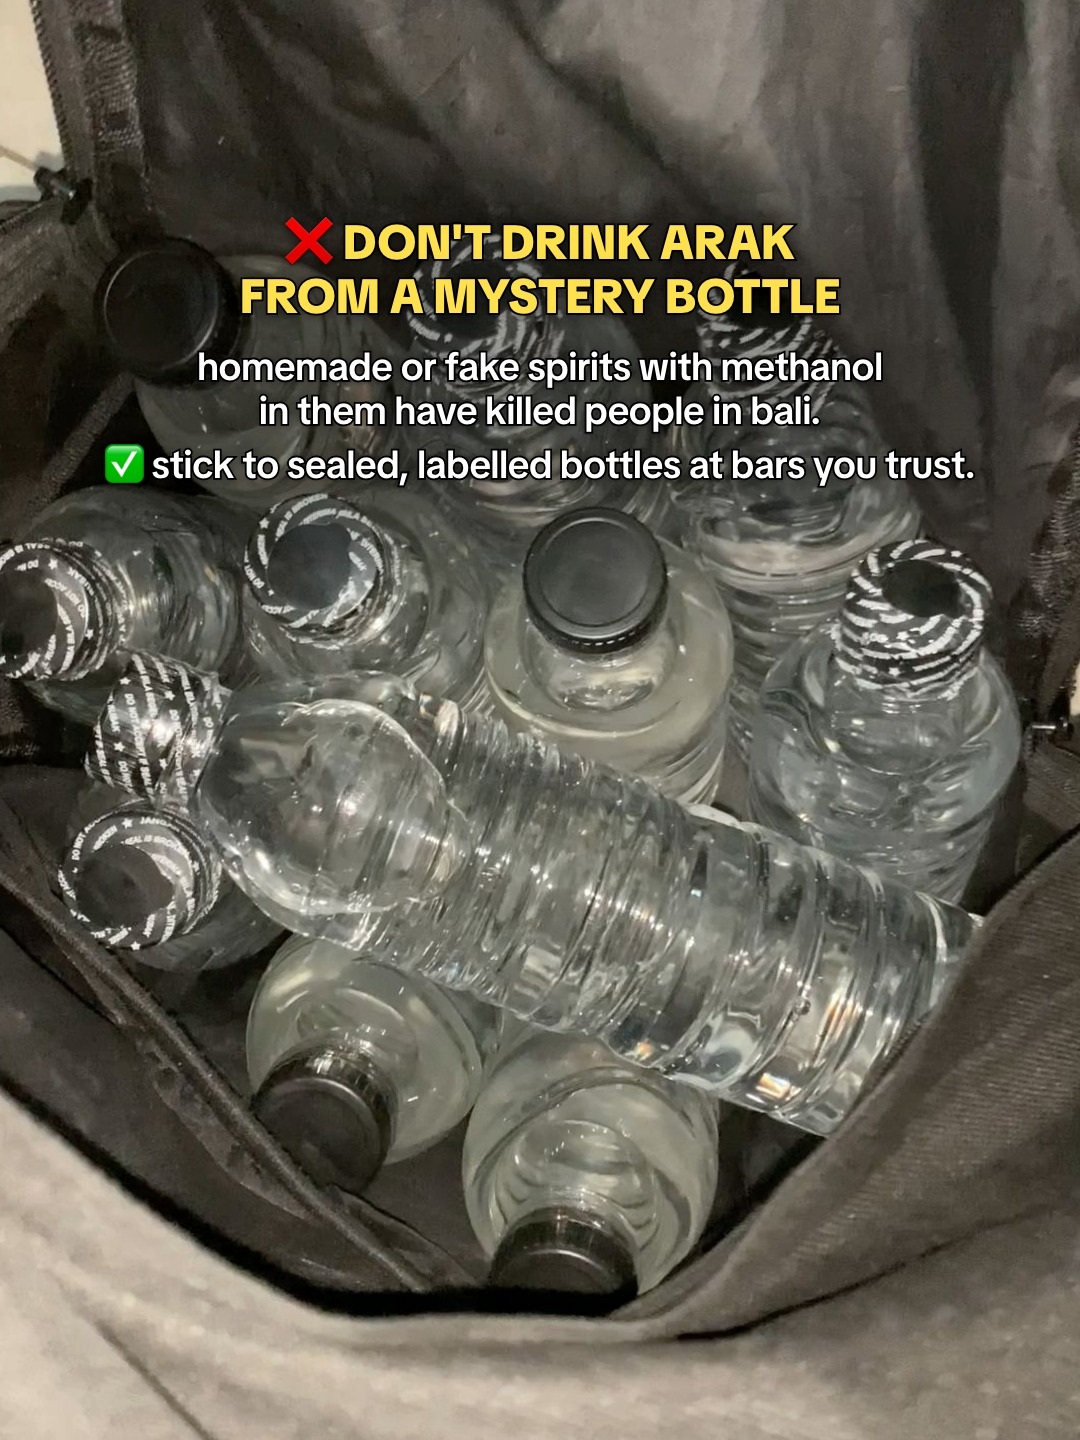 ❌ DON'T DRINK ARAK
FROM A MYSTERY BOTTLE
homemade or fake spirits with methanol
in them have killed people in bali.
✅ stick to sealed, labelled bottles at bars you trust.